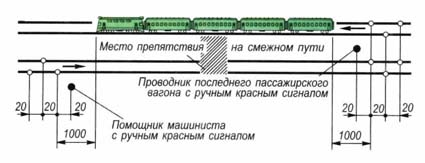 Место препятствия на смежном пути
Проводник последнего пассажирского
вагона с ручным красным сигналом
20 20
20 20
1000
1000
Помощник машиниста
с ручным красным сигналом